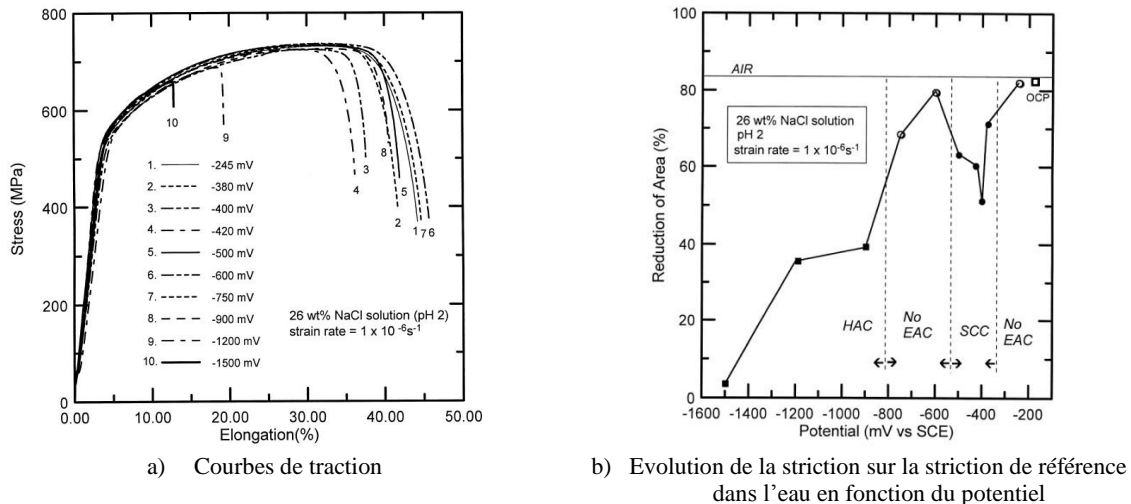 800
600
400
200
0
Stress (MPa)
10
9
8
3
4
5
2
1
7 6
1. -245 mV
2. -380 mV
3. -400 mV
4. -420 mV
5. -500 mV
6. -600 mV
7. -750 mV
8. -900 mV
9. -1200 mV
10. -1500 mV
26 wt% NaCl solution (pH 2)
strain rate = 1 x 10⁻⁶s⁻¹
0.00 10.00 20.00 30.00 40.00 50.00
Elongation(%)
a) Courbes de traction
100
80
60
40
20
0
Reduction of Area (%)
AIR
OCP
26 wt% NaCl solution
pH 2
strain rate = 1 x 10⁻⁶s⁻¹
HAC
No
EAC
SCC
No
EAC
-1600 -1400 -1200 -1000 -800 -600 -400 -200
Potential (mV vs SCE)
b) Evolution de la striction sur la striction de référence
dans l’eau en fonction du potentiel